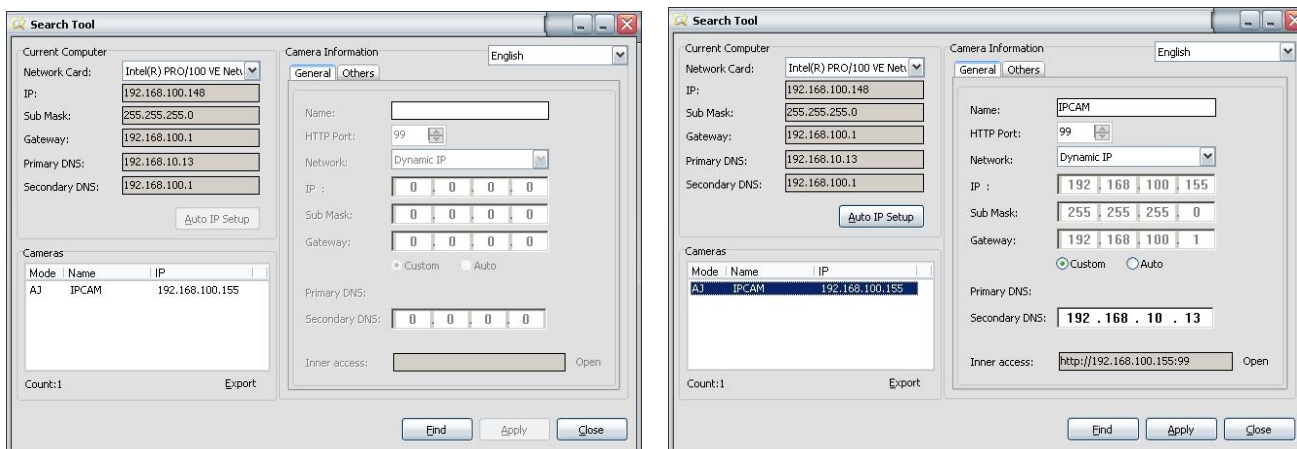 Search Tool
Current Computer
Network Card: Intel(R) PRO/100 VE Netw
IP: 192.168.100.148
Sub Mask: 255.255.255.0
Gateway: 192.168.100.1
Primary DNS: 192.168.10.13
Secondary DNS: 192.168.100.1
Auto IP Setup
Cameras
Mode Name IP
AJ IPCAM 192.168.100.155
Count:1 Export
Camera Information English
General Others
Name:
HTTP Port: 99
Network: Dynamic IP
IP : 0 . 0 . 0 . 0
Sub Mask: 0 . 0 . 0 . 0
Gateway: 0 . 0 . 0 . 0
Custom Auto
Primary DNS:
Secondary DNS: 0 . 0 . 0 . 0
Inner access: Open
Find Apply Close
Search Tool
Current Computer
Network Card: Intel(R) PRO/100 VE Netw
IP: 192.168.100.148
Sub Mask: 255.255.255.0
Gateway: 192.168.100.1
Primary DNS: 192.168.10.13
Secondary DNS: 192.168.100.1
Auto IP Setup
Cameras
Mode Name IP
AJ IPCAM 192.168.100.155
Count:1 Export
Camera Information English
General Others
Name: IPCAM
HTTP Port: 99
Network: Dynamic IP
IP : 192 . 168 . 100 . 155
Sub Mask: 255 . 255 . 255 . 0
Gateway: 192 . 168 . 100 . 1
Custom Auto
Primary DNS:
Secondary DNS: 192 . 168 . 10 . 13
Inner access: http://192.168.100.155:99 Open
Find Apply Close